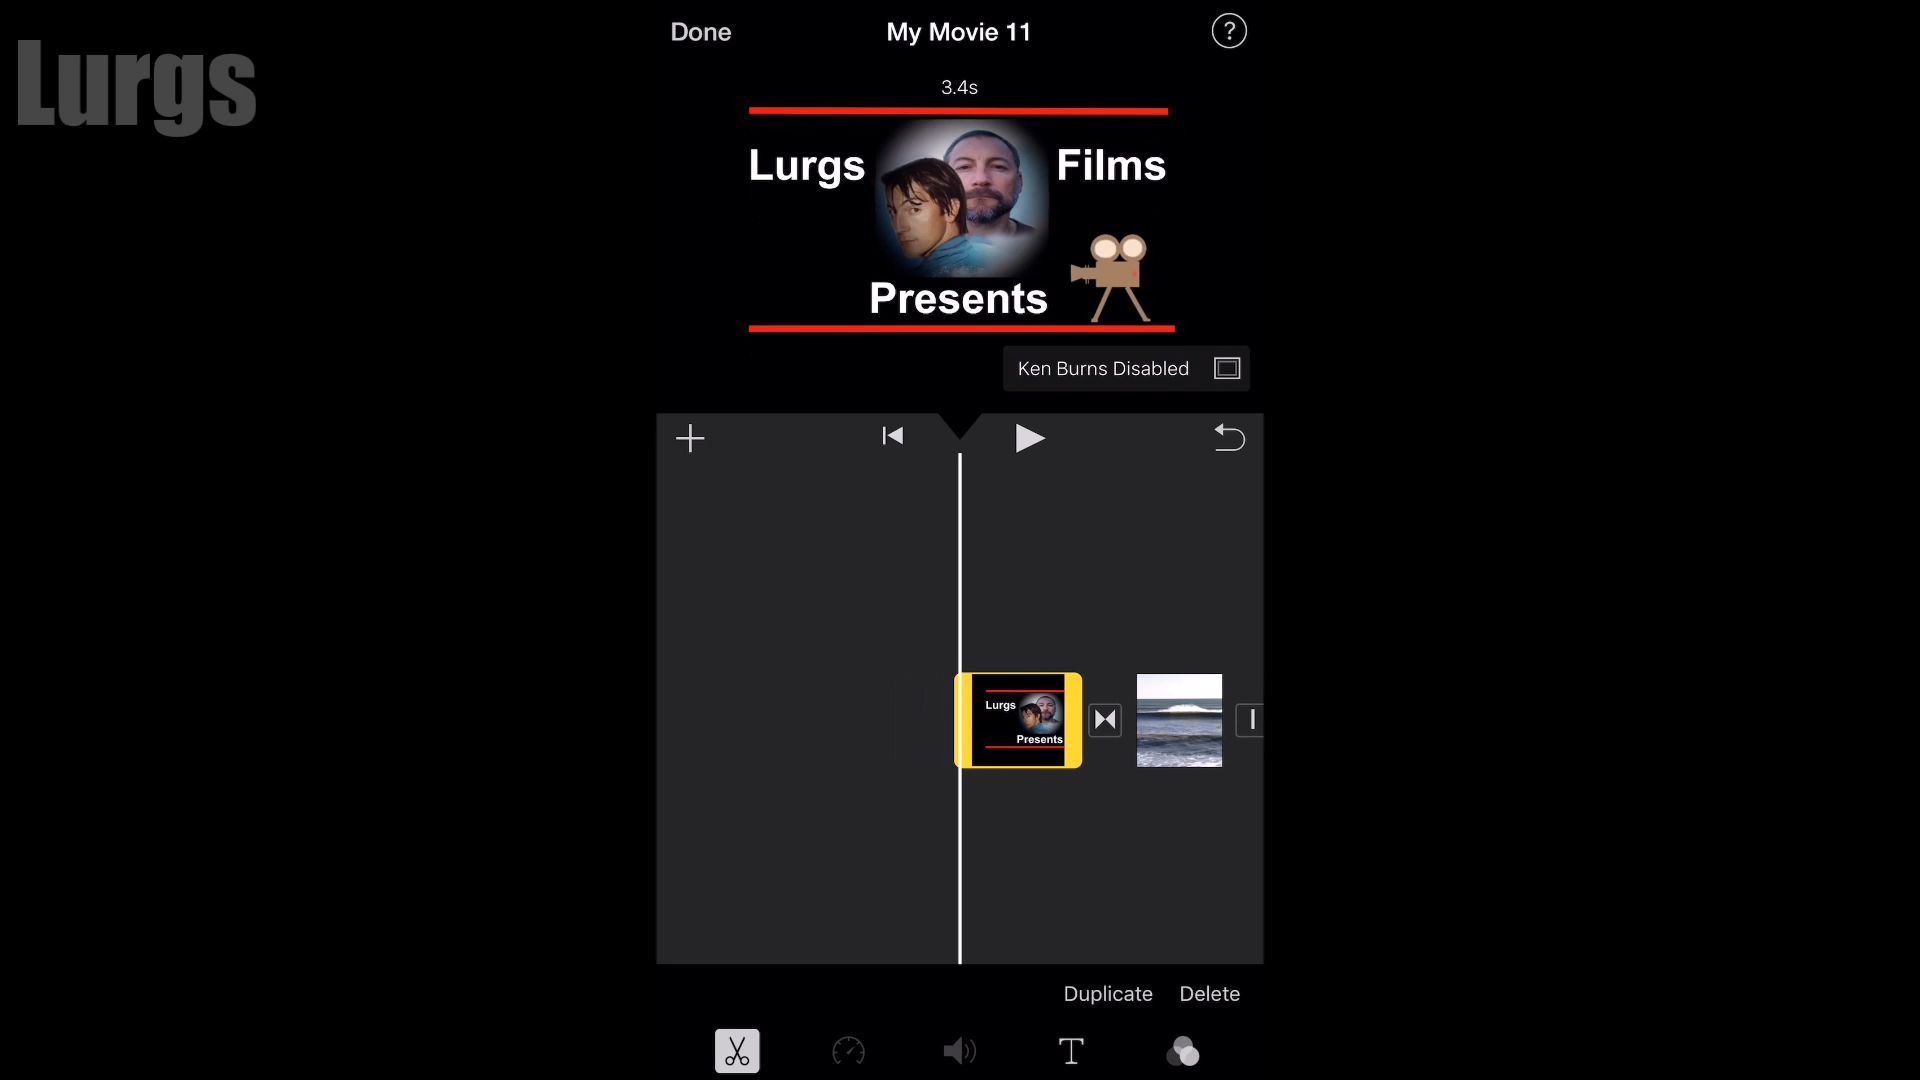 Lurgs
Done
My Movie 11
?
3.4s
Lurgs
Films
Presents
Ken Burns Disabled
Lurgs
Presents
Duplicate
Delete
T